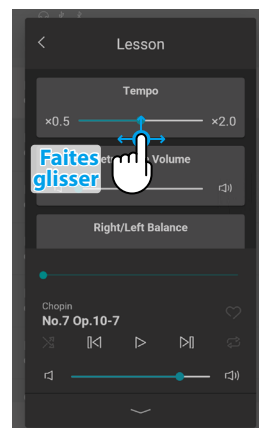 Lesson
Tempo
×0.5 ×2.0
Faites
glisser
Volume
Right/Left Balance
Chopin
No.7 Op.10-7